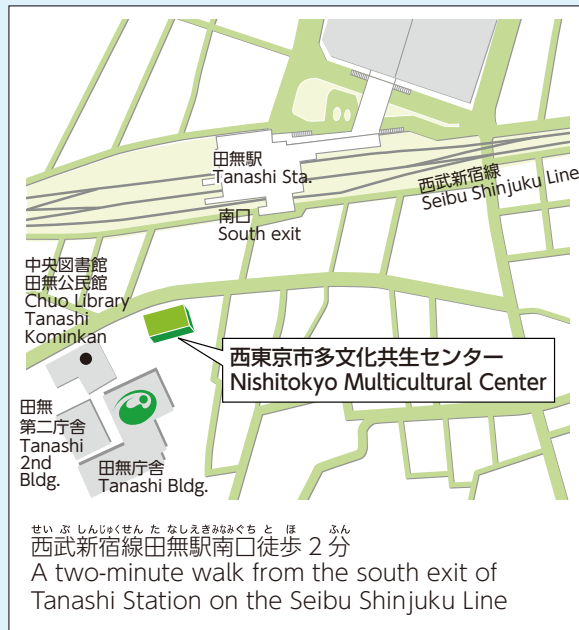 田無駅
Tanashi Sta.
西武新宿線
Seibu Shinjuku Line
南口
South exit
中央図書館
田無公民館
Chuo Library
Tanashi
Kominkan
西東京市多文化共生センター
Nishitokyo Multicultural Center
田無
第二庁舎
Tanashi
2nd
Bldg.
田無庁舎
Tanashi Bldg.
せいぶしんじゅくせんたなしえきみなみぐちとほ ふん
西武新宿線田無駅南口徒歩 2 分
A two-minute walk from the south exit of
Tanashi Station on the Seibu Shinjuku Line